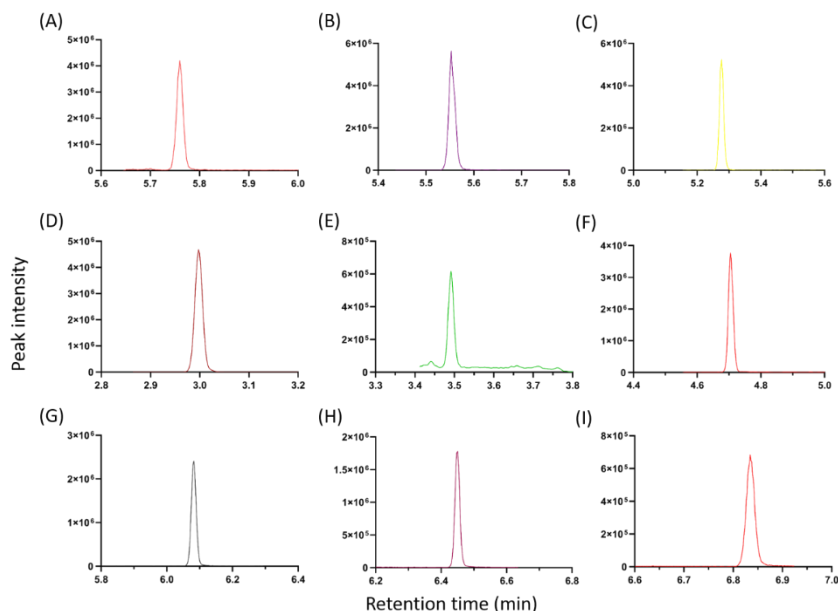 (A)
5×10⁶
4×10⁶
3×10⁶
2×10⁶
1×10⁶
0
5.6 5.7 5.8 5.9 6.0
(B)
6×10⁶
4×10⁶
2×10⁶
0
5.4 5.5 5.6 5.7 5.8
(C)
6×10⁶
4×10⁶
2×10⁶
0
5.0 5.2 5.4 5.6
Peak intensity
(D)
5×10⁶
4×10⁶
3×10⁶
2×10⁶
1×10⁶
0
2.8 2.9 3.0 3.1 3.2
(E)
8×10⁵
6×10⁵
4×10⁵
2×10⁵
0
3.3 3.5 3.6 3.7 3.8
(F)
4×10⁶
3×10⁶
2×10⁶
1×10⁶
0
4.4 4.6 4.8 5.0
(G)
3×10⁶
2×10⁶
1×10⁶
0
5.8 6.0 6.2 6.4
(H)
2×10⁶
1.5×10⁶
1×10⁶
5×10⁵
0
6.2 6.4 6.6 6.8
(I)
8×10⁵
6×10⁵
4×10⁵
2×10⁵
0
6.6 6.7 6.8 6.9 7.0
Retention time (min)